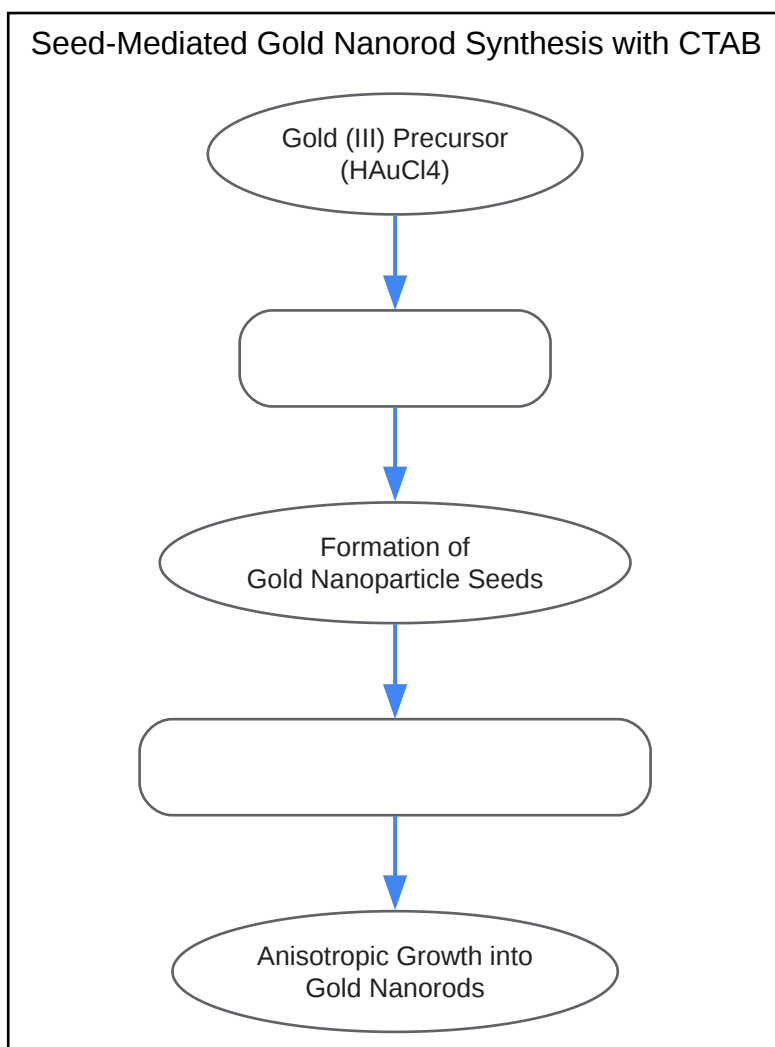 Seed-Mediated Gold Nanorod Synthesis with CTAB
Gold (III) Precursor
(HAuCl4)
Formation of
Gold Nanoparticle Seeds
Anisotropic Growth into
Gold Nanorods